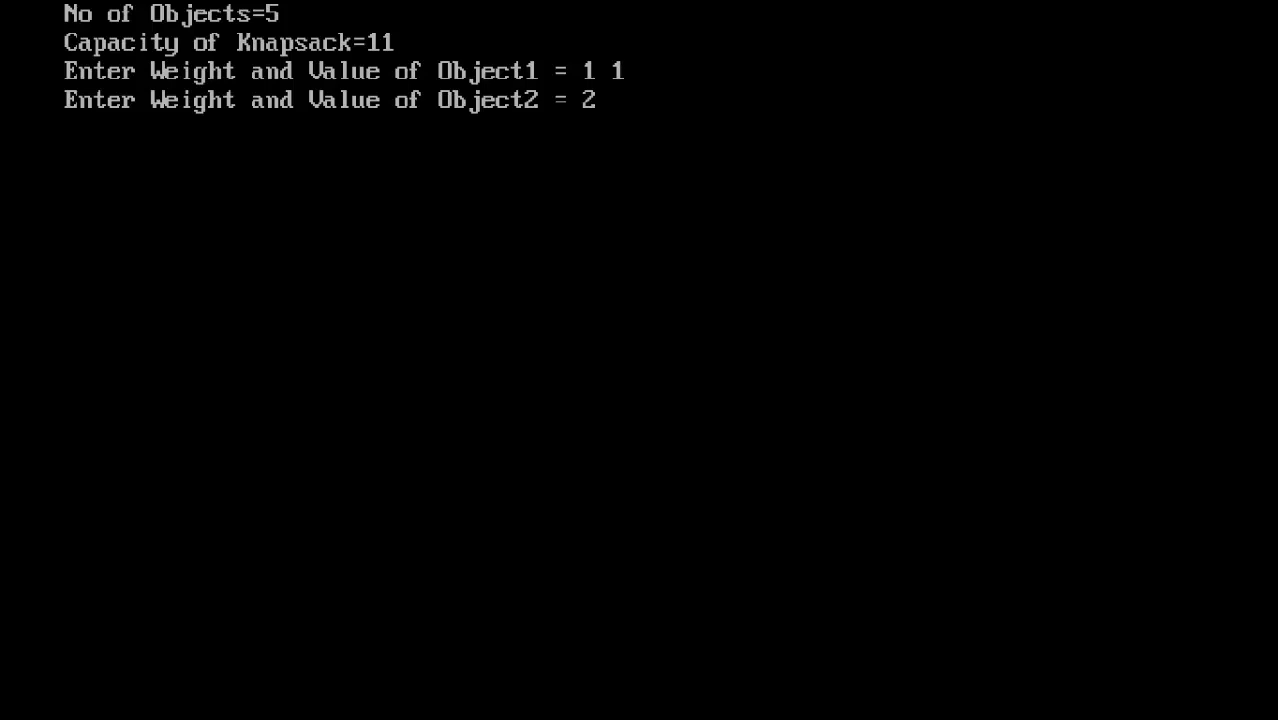 No of Objects=5
Capacity of Knapsack=11
Enter Weight and Value of Object1 = 1 1
Enter Weight and Value of Object2 = 2